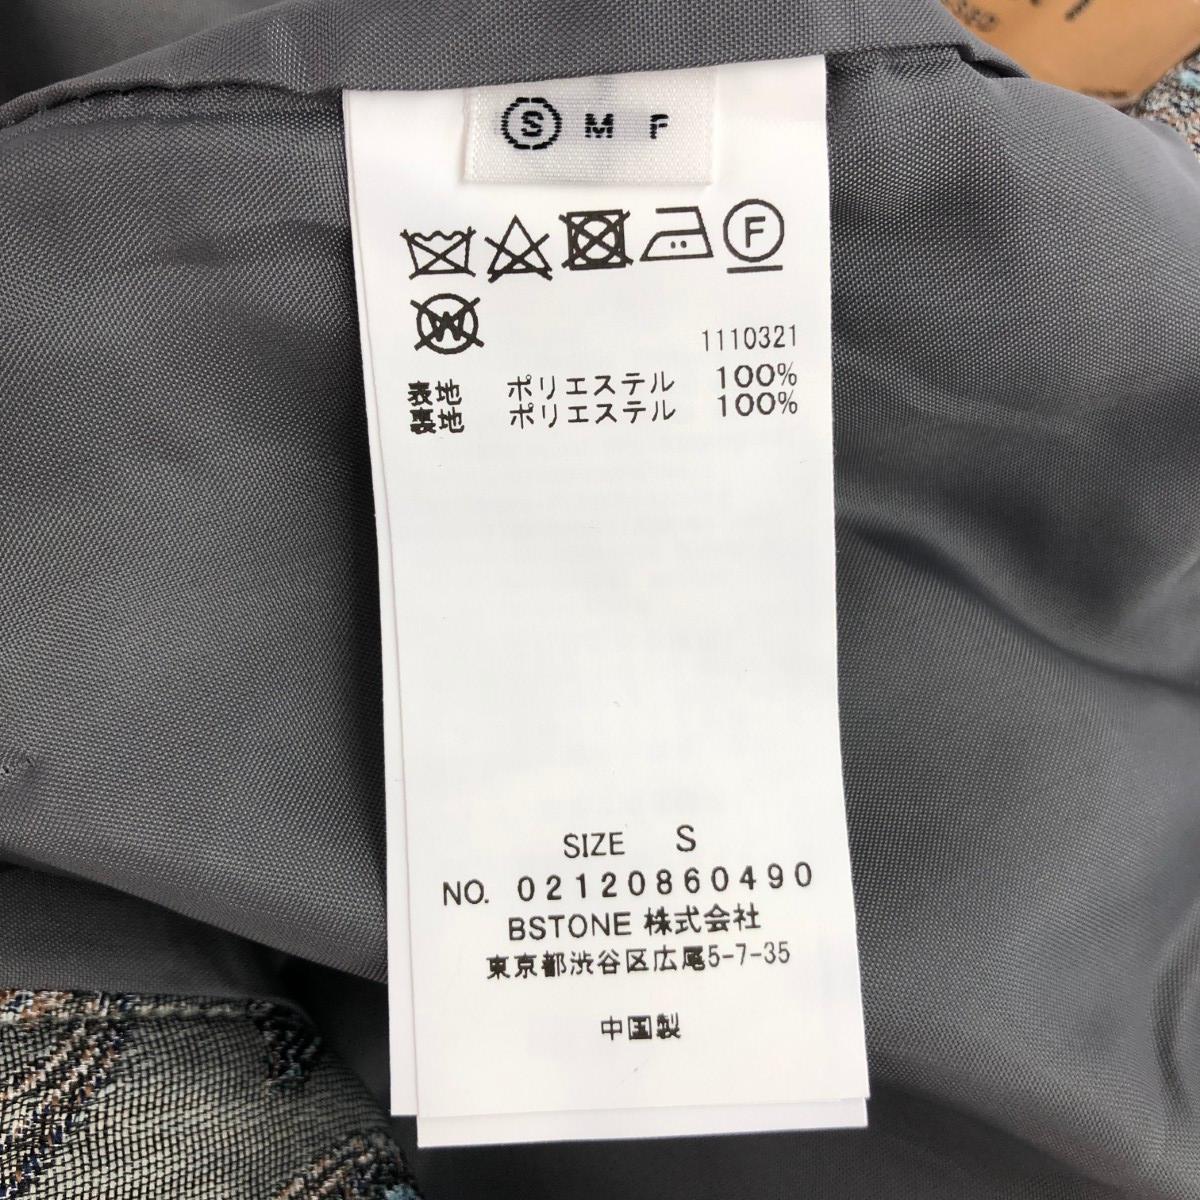 S M F
F
W
1110321
表地 ポリエステル 100%
裏地 ポリエステル 100%
SIZE S
NO. 02120860490
BSTONE 株式会社
東京都渋谷区広尾5-7-35
中国製